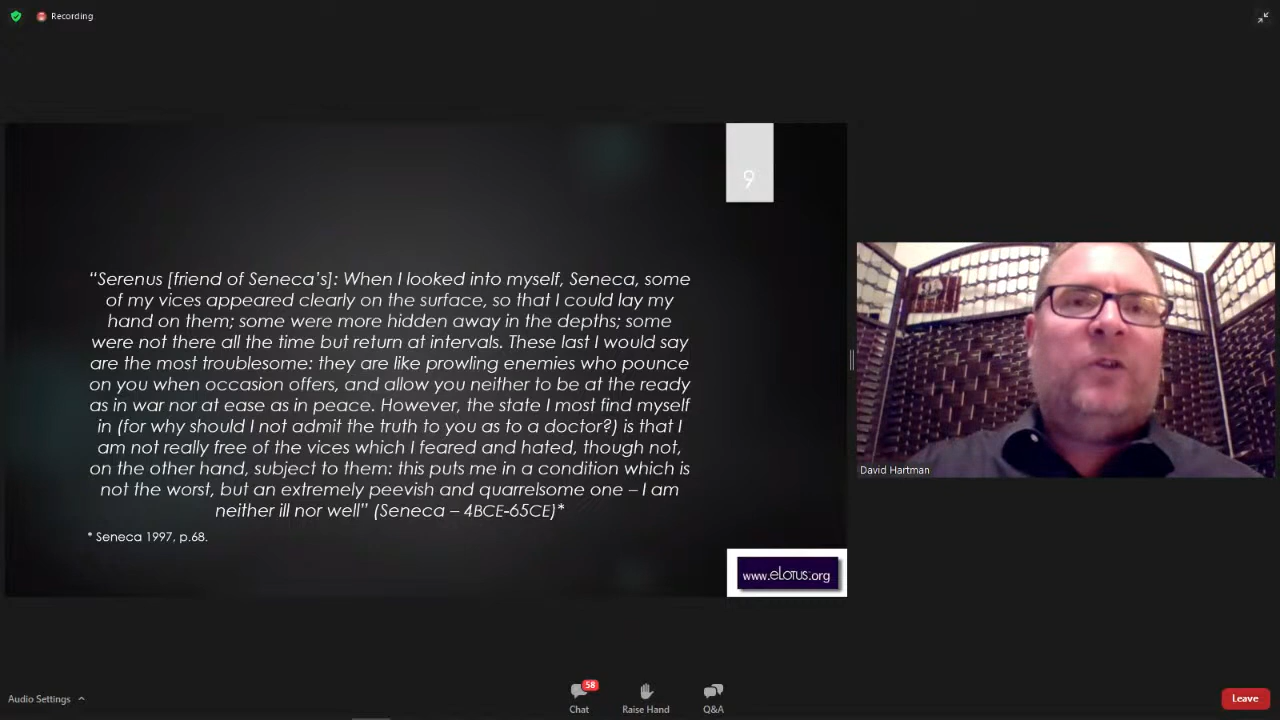 Recording
9
“Serenus [friend of Seneca’s]: When I looked into myself, Seneca, some
of my vices appeared clearly on the surface, so that I could lay my
hand on them; some were more hidden away in the depths; some
were not there all the time but return at intervals. These last I would say
are the most troublesome: they are like prowling enemies who pounce
on you when occasion offers, and allow you neither to be at the ready
as in war nor at ease as in peace. However, the state I most find myself
in (for why should I not admit the truth to you as to a doctor?) is that I
am not really free of the vices which I feared and hated, though not,
on the other hand, subject to them: this puts me in a condition which is
not the worst, but an extremely peevish and quarrelsome one – I am
neither ill nor well” (Seneca – 4BCE-65CE)*
* Seneca 1997, p.68.
www.eLotus.org
David Hartman
Audio Settings
58
Chat
Raise Hand
Q&A
Leave